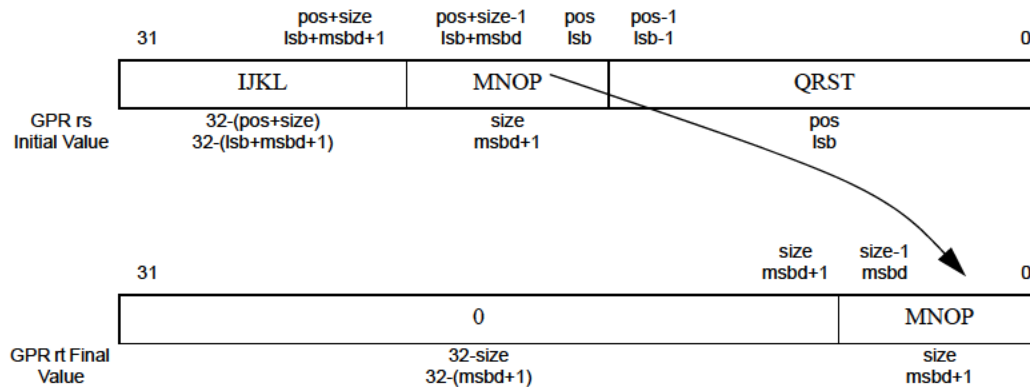 pos+size pos+size-1 pos pos-1
31 lsb+msbd+1 lsb+msbd lsb lsb-1 0
IJKL MNOP QRST
GPR rs 32-(pos+size) size pos
Initial Value 32-(lsb+msbd+1) msbd+1 lsb
size size-1
31 msbd+1 msbd 0
0 MNOP
GPR rt Final 32-size size
Value 32-(msbd+1) msbd+1